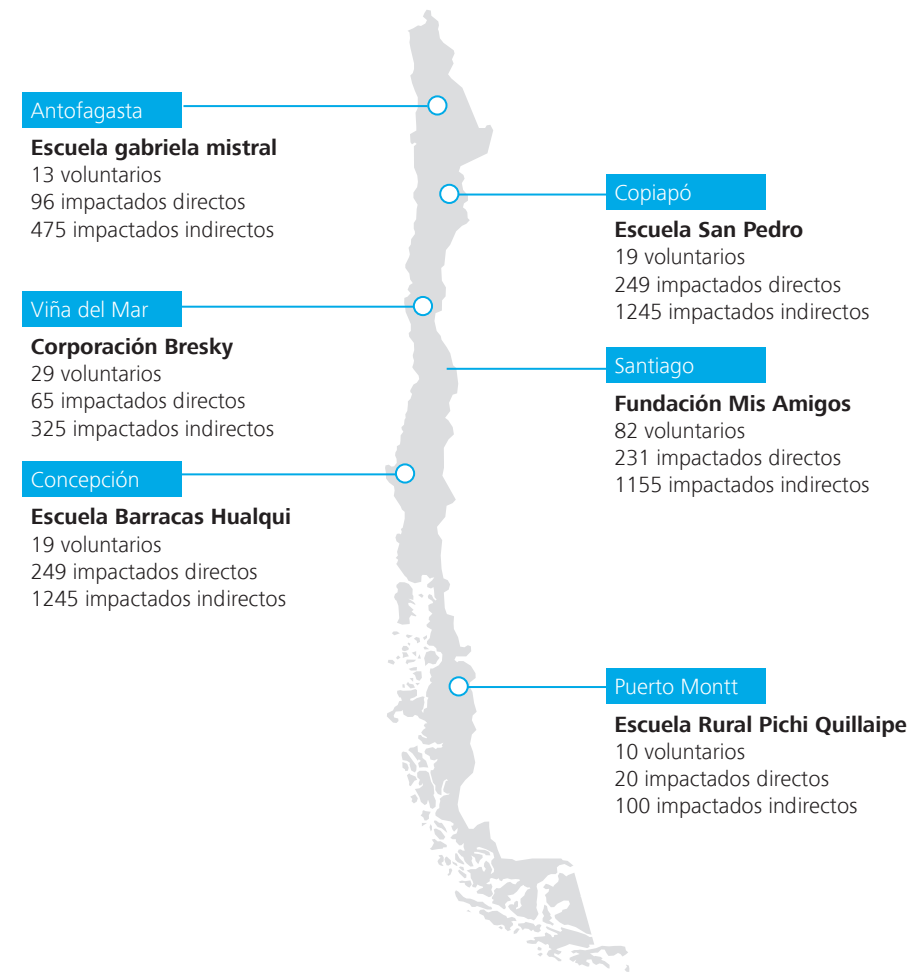 Antofagasta
Escuela gabriela mistral
13 voluntarios
96 impactados directos
475 impactados indirectos
Copiapó
Escuela San Pedro
19 voluntarios
249 impactados directos
1245 impactados indirectos
Viña del Mar
Corporación Bresky
29 voluntarios
65 impactados directos
325 impactados indirectos
Santiago
Fundación Mis Amigos
82 voluntarios
231 impactados directos
1155 impactados indirectos
Concepción
Escuela Barracas Hualqui
19 voluntarios
249 impactados directos
1245 impactados indirectos
Puerto Montt
Escuela Rural Pichi Quillaipe
10 voluntarios
20 impactados directos
100 impactados indirectos